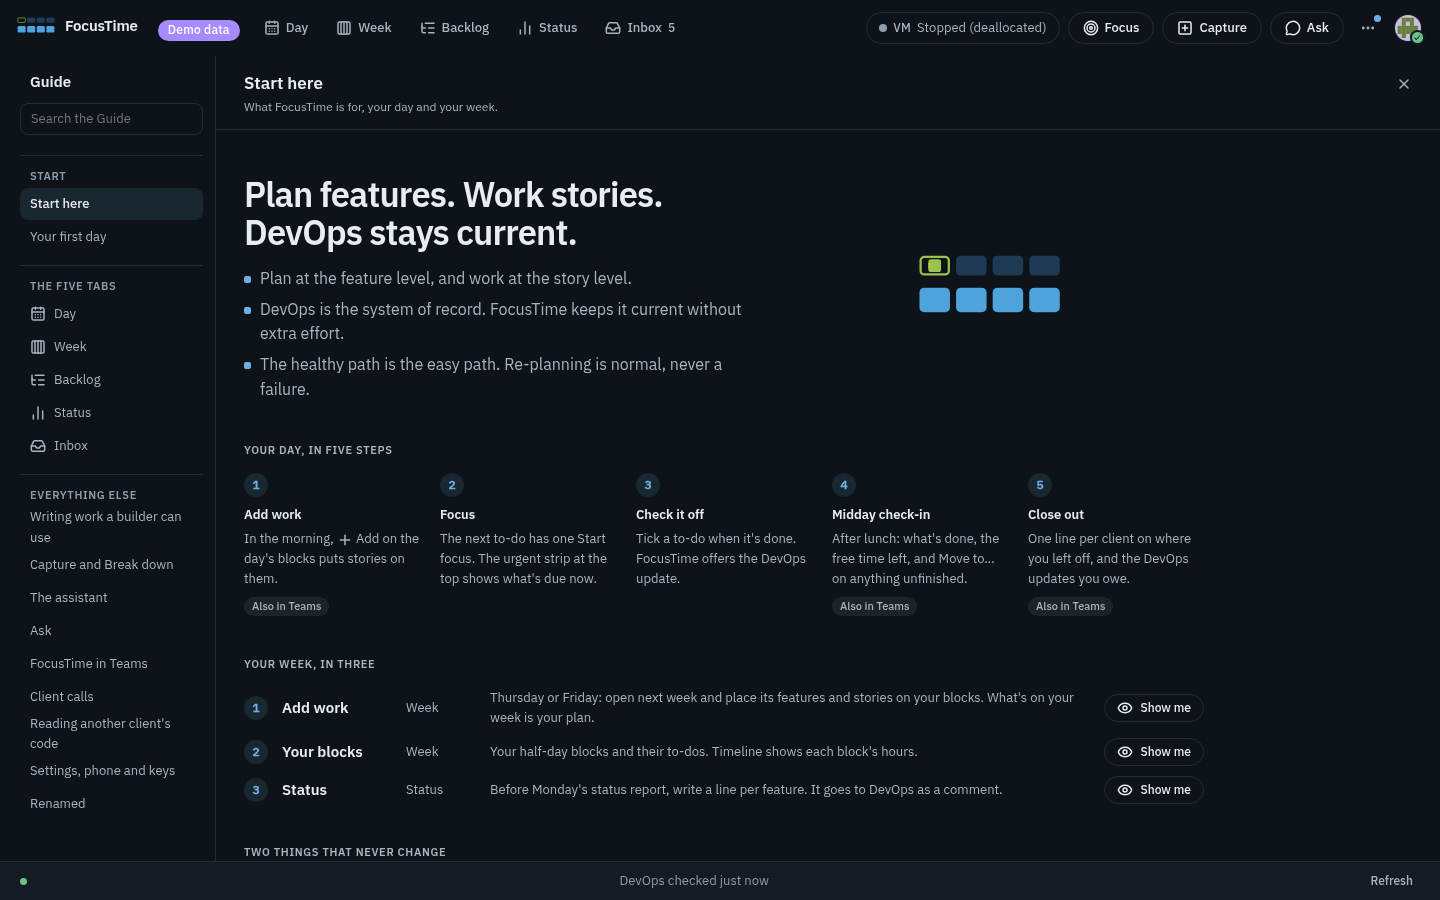 FocusTime
Demo data
Day
Week
Backlog
Status
Inbox 5
VM Stopped (deallocated)
Focus
Capture
Ask
Guide
Search the Guide
START
Start here
Your first day
THE FIVE TABS
Day
Week
Backlog
Status
Inbox
EVERYTHING ELSE
Writing work a builder can
use
Capture and Break down
The assistant
Ask
FocusTime in Teams
Client calls
Reading another client's
code
Settings, phone and keys
Renamed
Start here
What FocusTime is for, your day and your week.
Plan features. Work stories.
DevOps stays current.
Plan at the feature level, and work at the story level.
DevOps is the system of record. FocusTime keeps it current without
extra effort.
The healthy path is the easy path. Re-planning is normal, never a
failure.
YOUR DAY, IN FIVE STEPS
1
Add work
In the morning, + Add on the
day's blocks puts stories on
them.
Also in Teams
2
Focus
The next to-do has one Start
focus. The urgent strip at the
top shows what's due now.
3
Check it off
Tick a to-do when it's done.
FocusTime offers the DevOps
update.
4
Midday check-in
After lunch: what's done, the
free time left, and Move to...
on anything unfinished.
Also in Teams
5
Close out
One line per client on where
you left off, and the DevOps
updates you owe.
Also in Teams
YOUR WEEK, IN THREE
1 Add work Week Thursday or Friday: open next week and place its features and stories on your blocks. What's on your
week is your plan.
Show me
2 Your blocks Week Your half-day blocks and their to-dos. Timeline shows each block's hours. Show me
3 Status Status Before Monday's status report, write a line per feature. It goes to DevOps as a comment. Show me
TWO THINGS THAT NEVER CHANGE
DevOps checked just now
Refresh